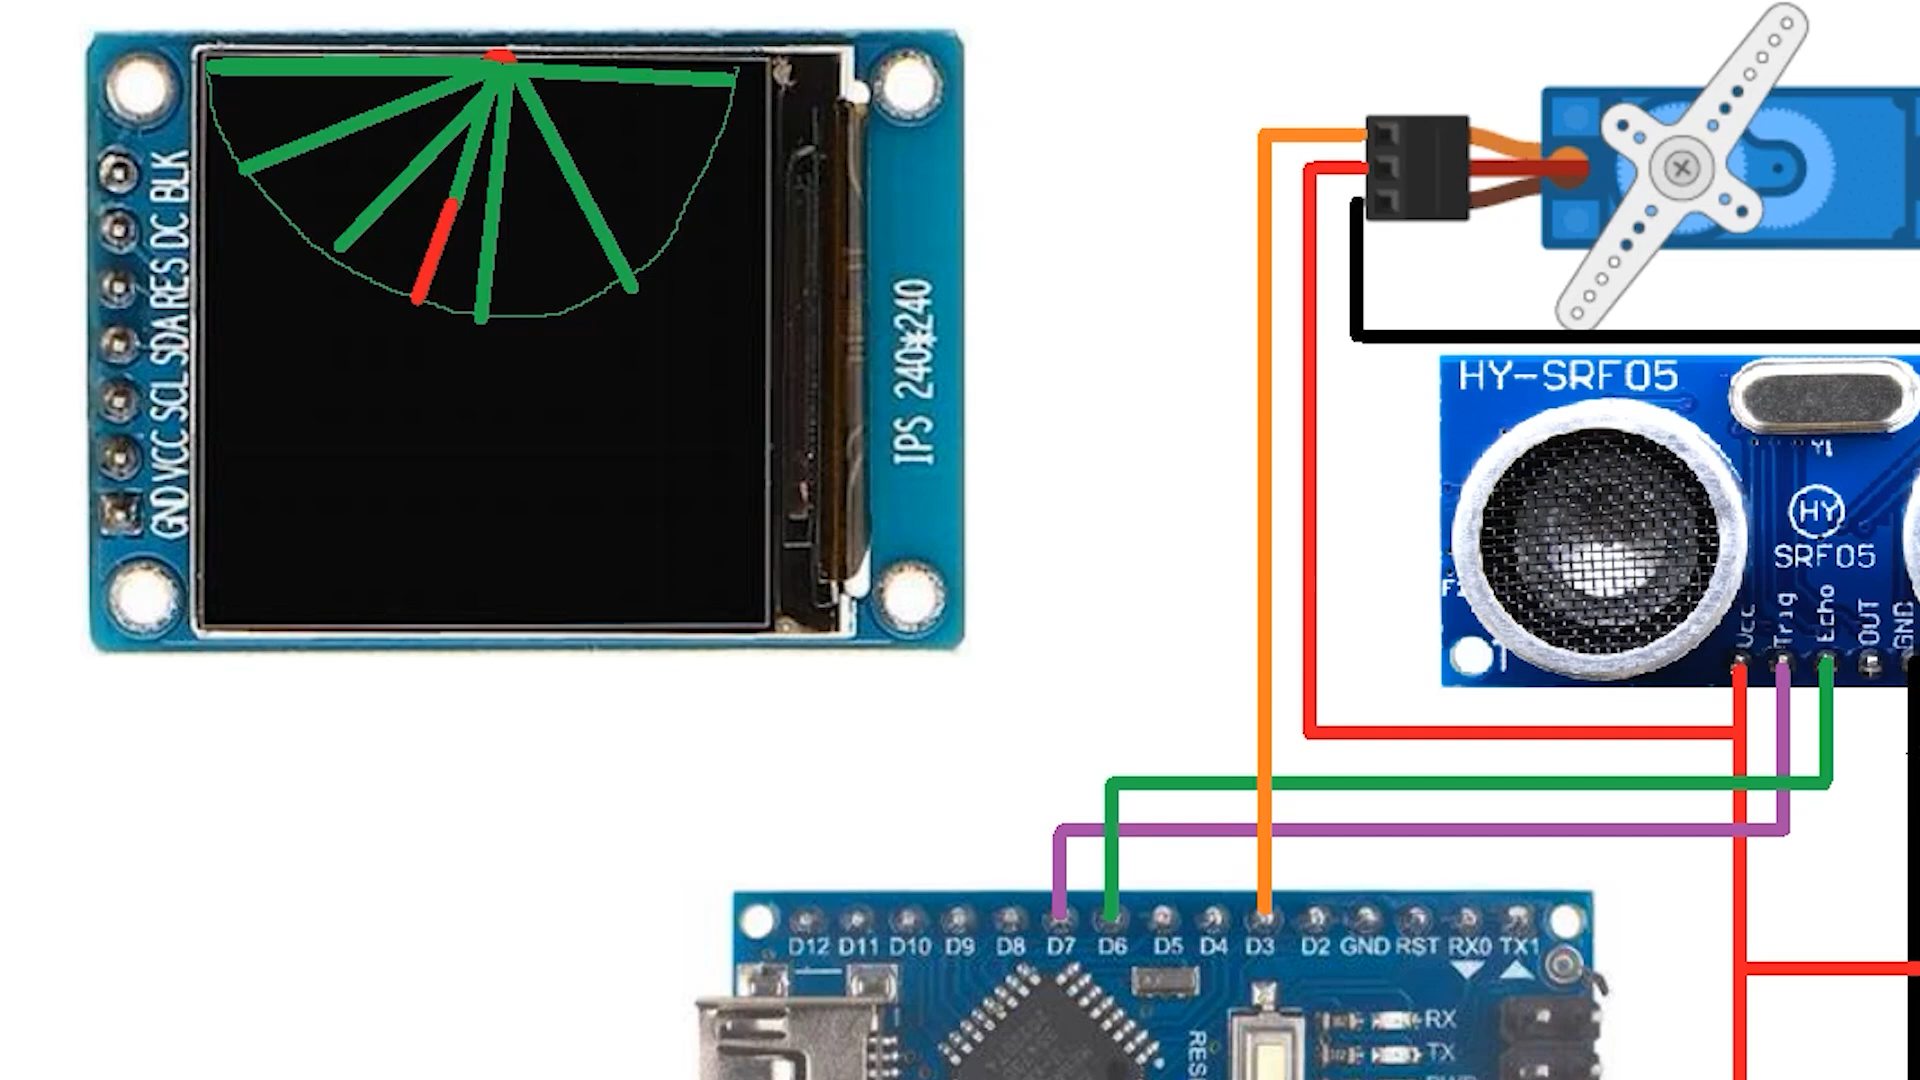 GND VCC SCL SDA RES DC BLK
IPS 240*240
HY-SRF05
Y1
HY
SRF05
Vcc
Trig
Echo
OUT
GND
D12 D11 D10 D9 D8 D7 D6 D5 D4 D3 D2 GND RST RX0 TX1
RX
TX